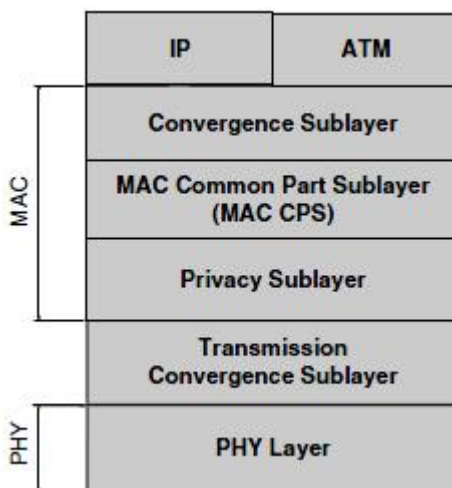 IP
ATM
MAC
Convergence Sublayer
MAC Common Part Sublayer
(MAC CPS)
Privacy Sublayer
Transmission
Convergence Sublayer
PHY
PHY Layer